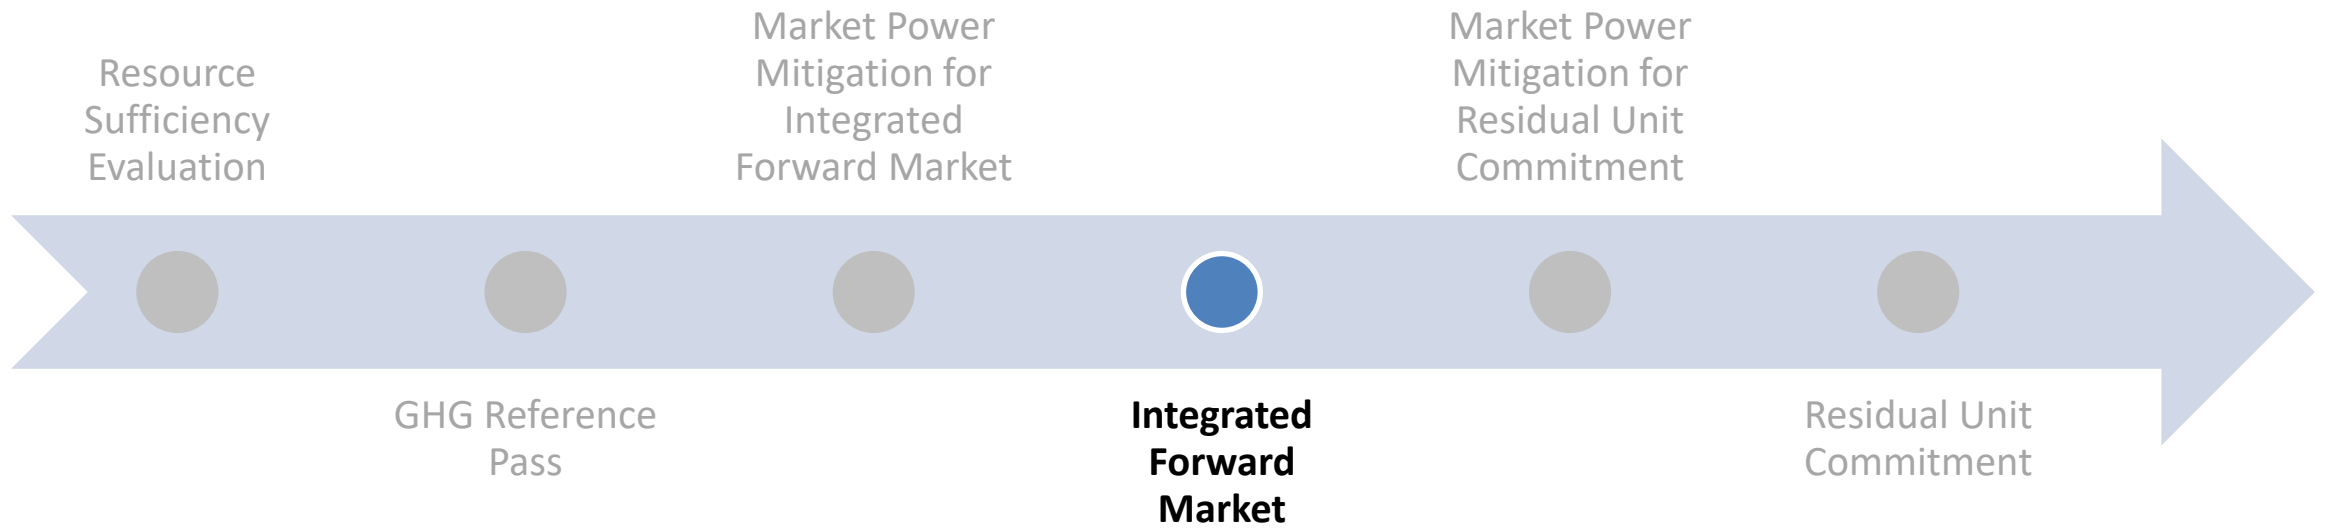 Resource
Sufficiency
Evaluation
GHG Reference
Pass
Market Power
Mitigation for
Integrated
Forward Market
Integrated
Forward
Market
Market Power
Mitigation for
Residual Unit
Commitment
Residual Unit
Commitment